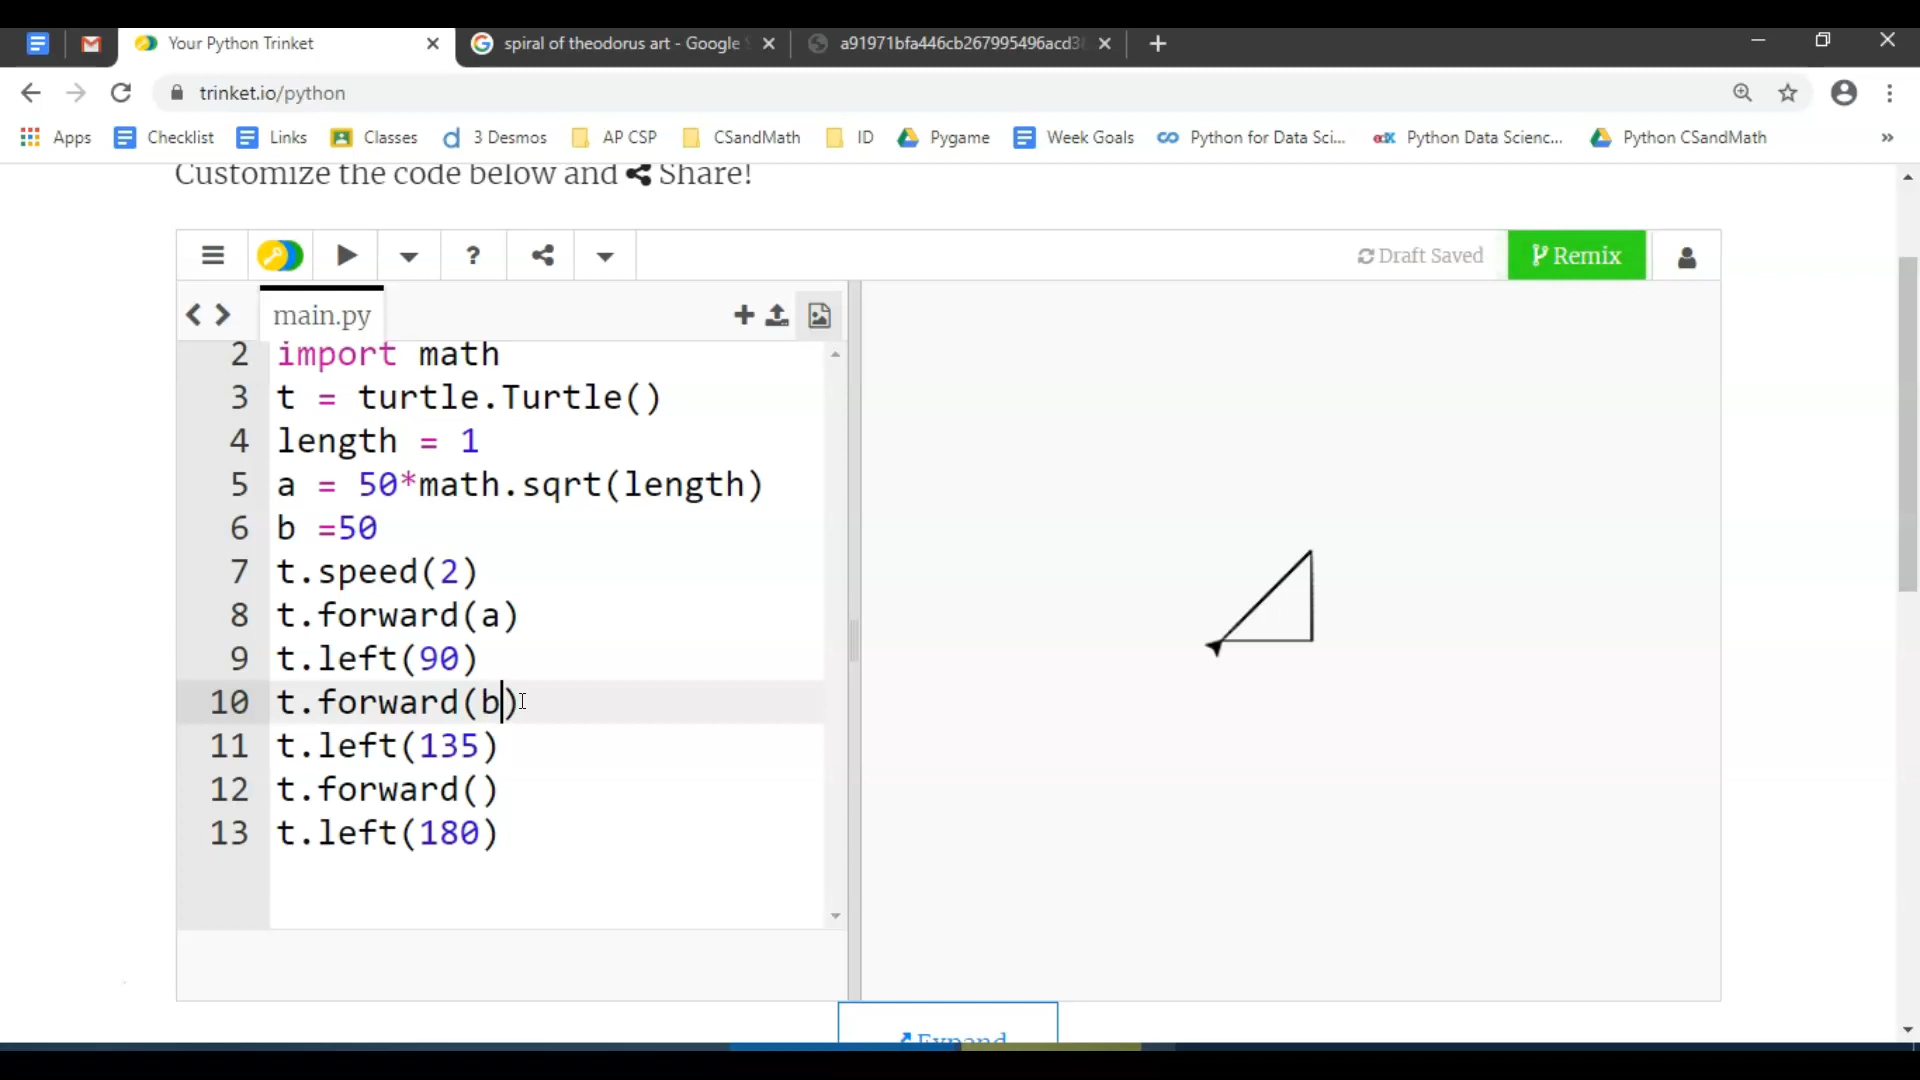 Your Python Trinket
spiral of theodorus art - Google
a91971bfa446cb267995496acd3
trinket.io/python
Apps Checklist Links Classes 3 Desmos AP CSP CSandMath ID Pygame Week Goals Python for Data Sci... edX Python Data Scienc... Python CSandMath »
Customize the code below and Share!
? Draft Saved Remix
main.py
2 import math
3 t = turtle.Turtle()
4 length = 1
5 a = 50*math.sqrt(length)
6 b =50
7 t.speed(2)
8 t.forward(a)
9 t.left(90)
10 t.forward(b)
11 t.left(135)
12 t.forward()
13 t.left(180)
Expand